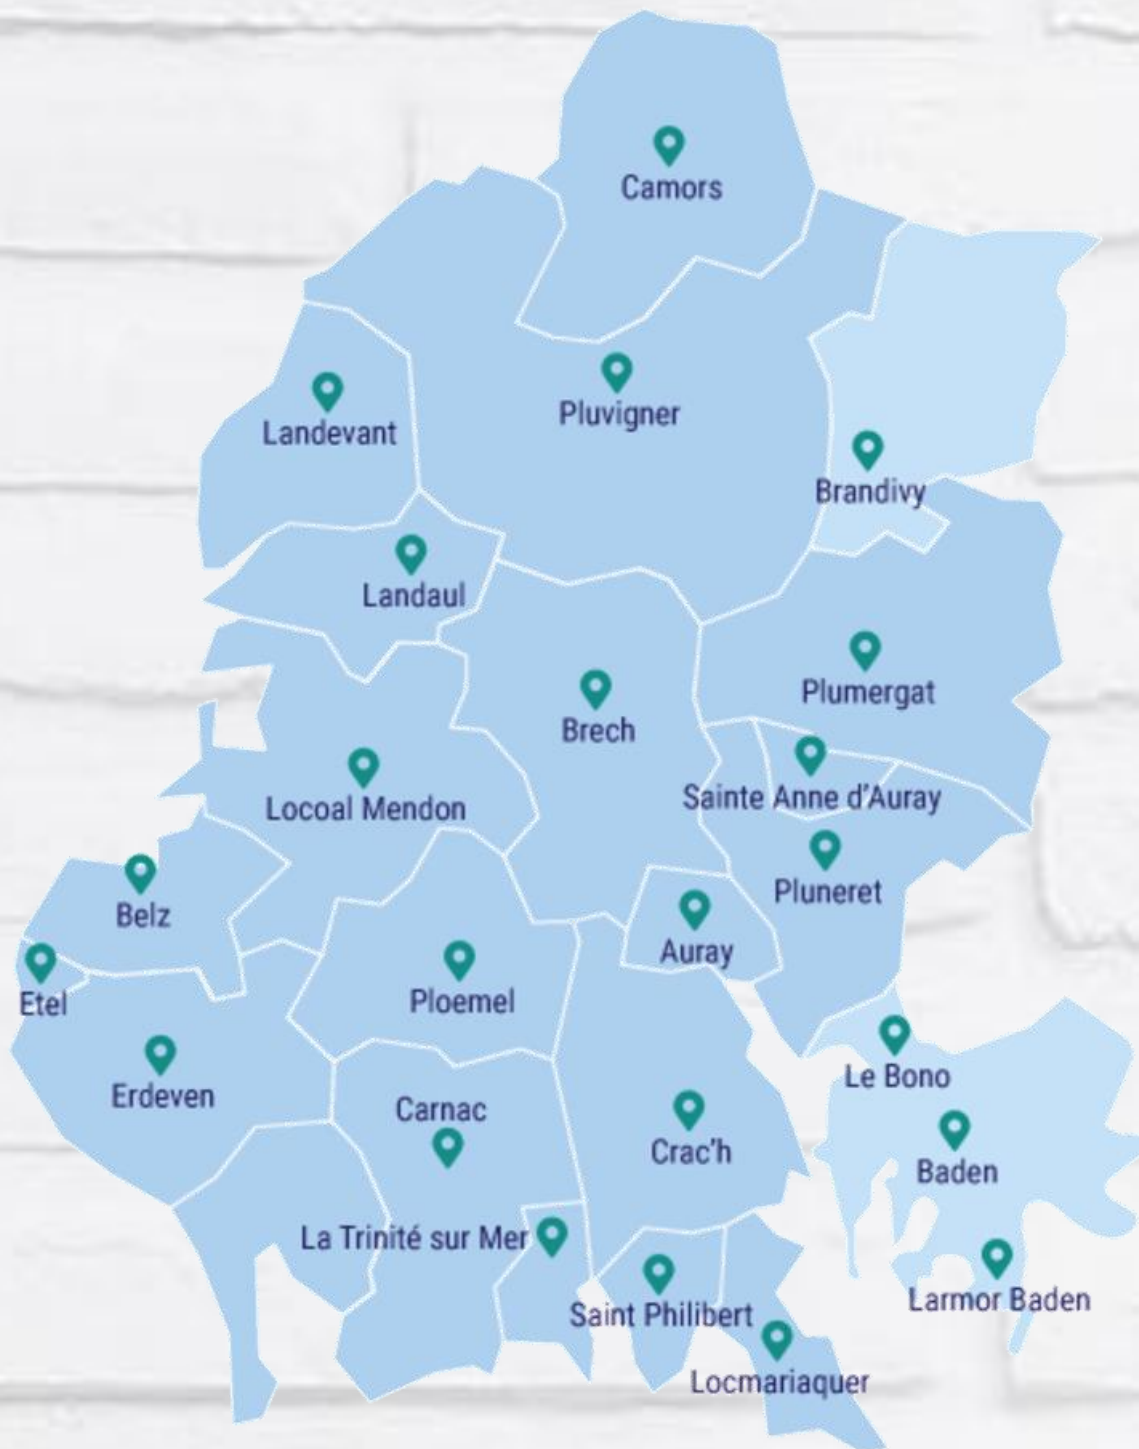 Camors
Pluvigner
Landevant
Brandivy
Landaul
Plumergat
Brech
Sainte Anne d'Auray
Locoal Mendon
Pluneret
Belz
Auray
Ploemel
Etel
Le Bono
Erdeven
Carnac
Crac'h
Baden
La Trinité sur Mer
Larmor Baden
Saint Philibert
Locmariaquer